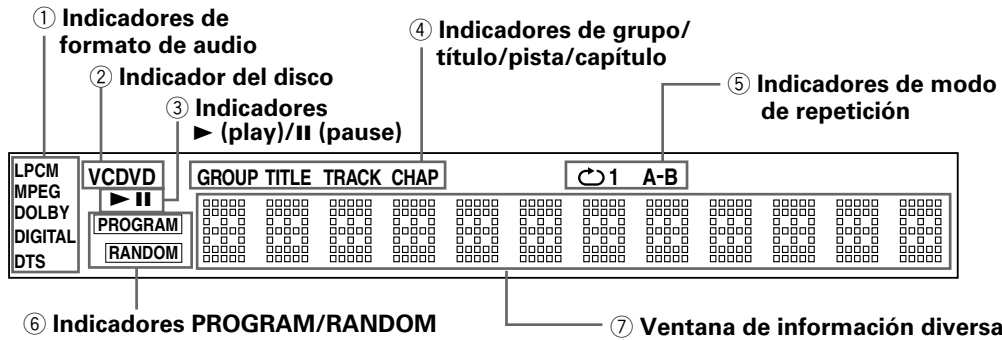 ① Indicadores de
formato de audio
② Indicador del disco
③ Indicadores
► (play)/II (pause)
④ Indicadores de grupo/
título/pista/capítulo
⑤ Indicadores de modo
de repetición
LPCM
MPEG
DOLBY
DIGITAL
DTS
VCDVD
PROGRAM
RANDOM
GROUP TITLE TRACK CHAP
1 A-B
⑥ Indicadores PROGRAM/RANDOM
⑦ Ventana de información diversa